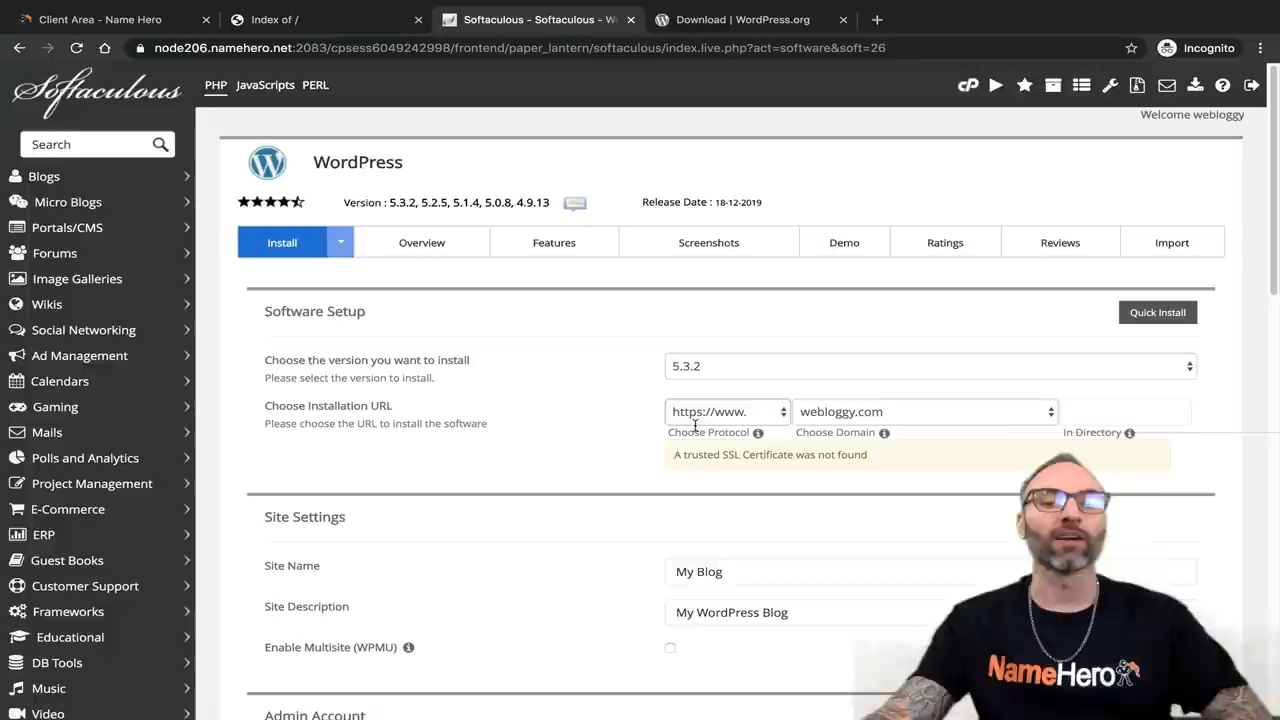 Client Area - Name Hero
Index of /
Softaculous - Softaculous - W
Download | WordPress.org
node206.namehero.net:2083/cpsess6049242998/frontend/paper_lantern/softaculous/index.live.php?act=software&soft=26
Incognito
Softaculous
PHP JavaScripts PERL
cP
Welcome webloggy
Search
Blogs
Micro Blogs
Portals/CMS
Forums
Image Galleries
Wikis
Social Networking
Ad Management
Calendars
Gaming
Mails
Polls and Analytics
Project Management
E-Commerce
ERP
Guest Books
Customer Support
Frameworks
Educational
DB Tools
Music
Video
WordPress
Version : 5.3.2, 5.2.5, 5.1.4, 5.0.8, 4.9.13
Release Date : 18-12-2019
Install Overview Features Screenshots Demo Ratings Reviews Import
Software Setup
Quick Install
Choose the version you want to install
Please select the version to install.
5.3.2
Choose Installation URL
Please choose the URL to install the software
https://www. webloggy.com
Choose Protocol Choose Domain In Directory
A trusted SSL Certificate was not found
Site Settings
Site Name
My Blog
Site Description
My WordPress Blog
Enable Multisite (WPMU)
Admin Account
NameHero